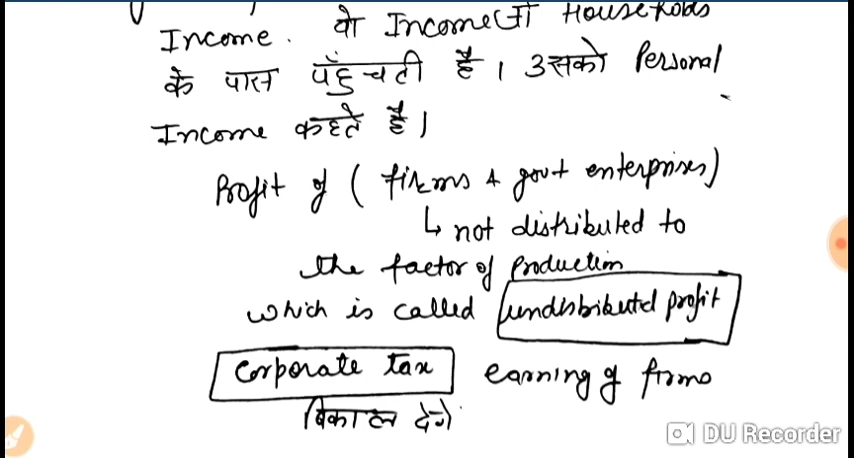 Income. वो Income जो Households
के पास पहुँचती है। उसको Personal
Income कहते है।
Profit of ( firms & govt enterprises)
↳ not distributed to
the factor of production
which is called undistributed profit
Corporate tax earning of firms
निकाल देंगे
DU Recorder